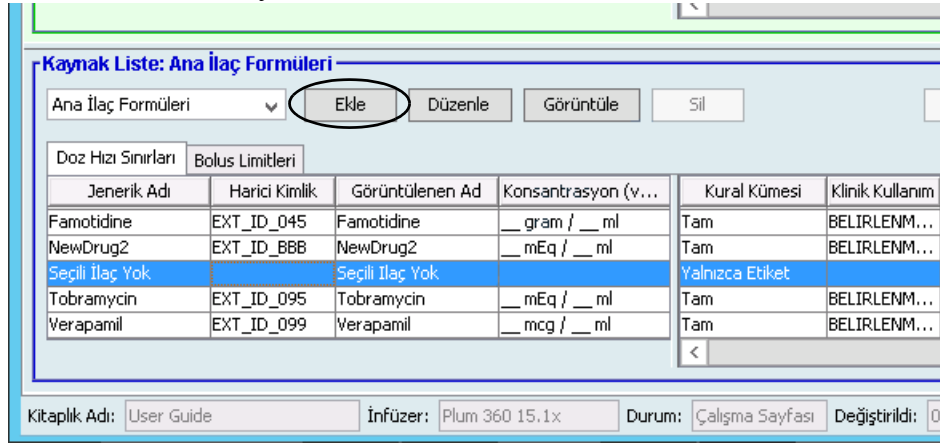 Kaynak Liste: Ana İlaç Formüleri
Ana İlaç Formüleri Ekle Düzenle Görüntüle Sil
Doz Hızı Sınırları Bolus Limitleri
Jenerik Adı Harici Kimlik Görüntülenen Ad Konsantrasyon (v... Kural Kümesi Klinik Kullanım
Famotidine EXT_ID_045 Famotidine __ gram / __ ml Tam BELIRLENM...
NewDrug2 EXT_ID_BBB NewDrug2 __ mEq / __ ml Tam BELIRLENM...
Seçili İlaç Yok Seçili Ilaç Yok Yalnızca Etiket
Tobramycin EXT_ID_095 Tobramycin __ mEq / __ ml Tam BELIRLENM...
Verapamil EXT_ID_099 Verapamil __ mcg / __ ml Tam BELIRLENM...
Kitaplık Adı: User Guide İnfüzer: Plum 360 15.1x Durum: Çalışma Sayfası Değiştirildi: